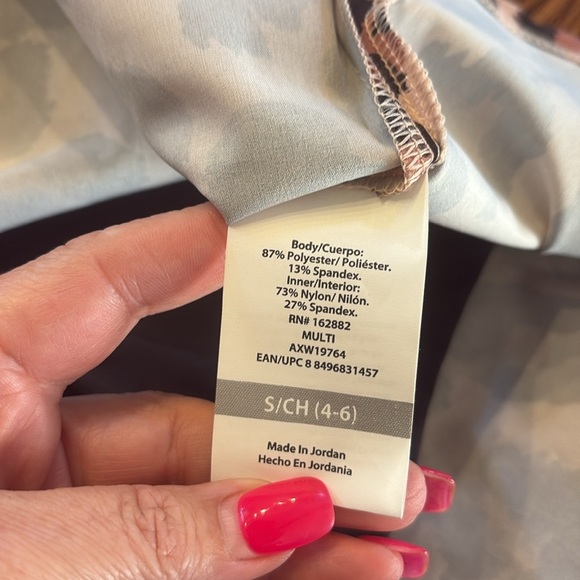 Body/Cuerpo:
87% Polyester/ Poliéster.
13% Spandex.
Inner/Interior:
73% Nylon/ Nilón.
27% Spandex.
RN# 162882
MULTI
AXW19764
EAN/UPC 8 8496831457
S/CH (4-6)
Made In Jordan
Hecho En Jordania